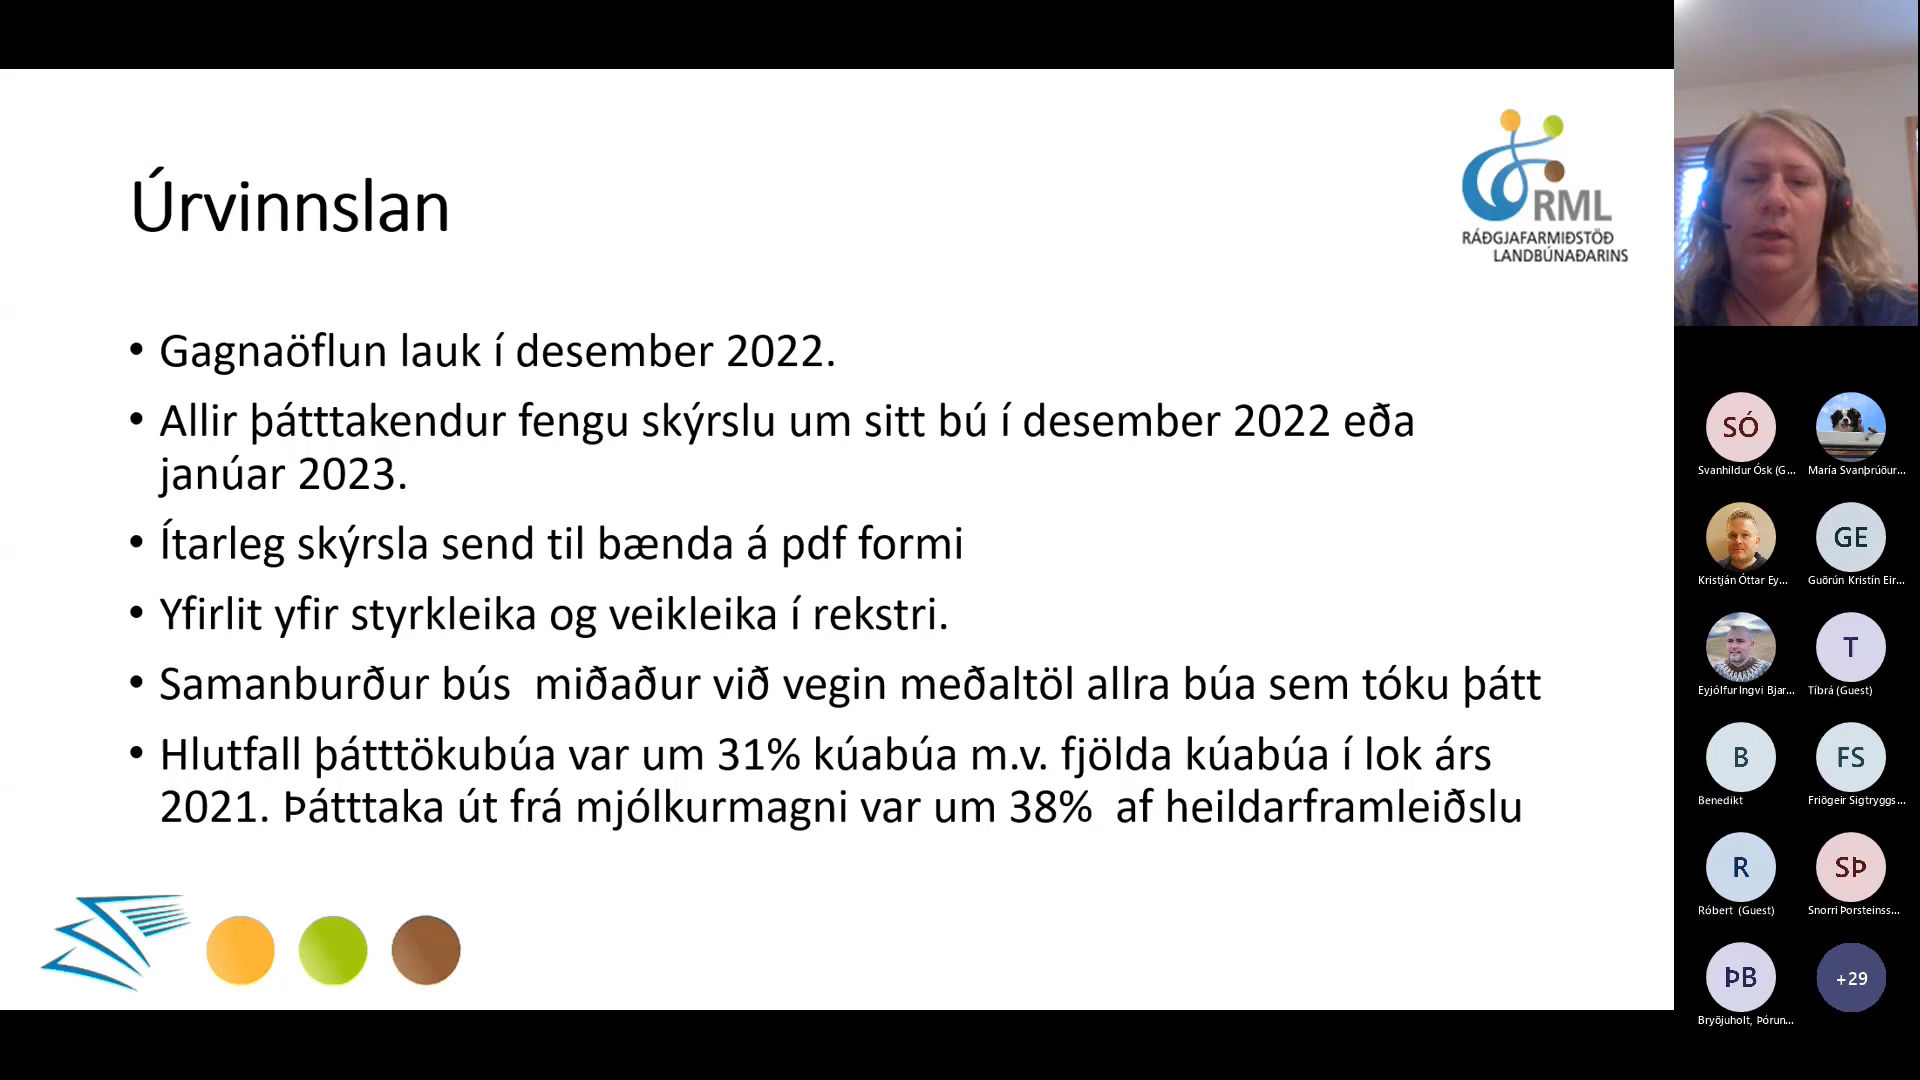 Úrvinnslan
RML
RÁÐGJAFARMIÐSTÖÐ
LANDBÚNAÐARINS
• Gagnaöflun lauk í desember 2022.
• Allir þátttakendur fengu skýrslu um sitt bú í desember 2022 eða
janúar 2023.
• Ítarleg skýrsla send til bænda á pdf formi
• Yfirlit yfir styrkleika og veikleika í rekstri.
• Samanburður bús miðaður við vegin meðaltöl allra búa sem tóku þátt
• Hlutfall þátttökubúa var um 31% kúabúa m.v. fjölda kúabúa í lok árs
2021. Þátttaka út frá mjólkurmagni var um 38% af heildarframleiðslu
SÓ
Svanhildur Ósk (G...
María Svanþrúður...
Kristján Óttar Ey...
GE
Guðrún Kristín Eir...
Eyjólfur Ingvi Bjar...
T
Tíbrá (Guest)
B
Benedikt
FS
Friðgeir Sigtryggs...
R
Róbert (Guest)
SÞ
Snorri Þorsteinss...
ÞB
Bryðjuholt, Þórun...
+29